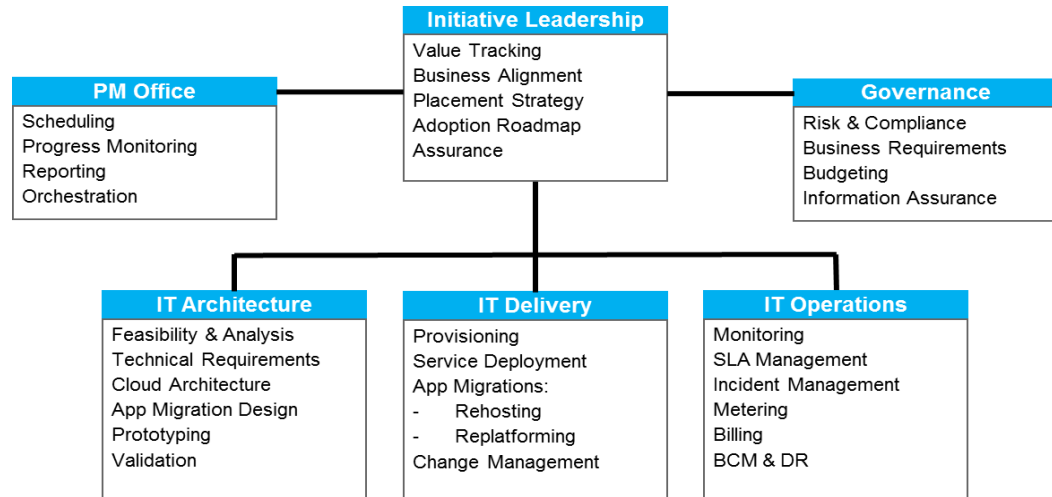 Initiative Leadership
Value Tracking
Business Alignment
Placement Strategy
Adoption Roadmap
Assurance
PM Office
Scheduling
Progress Monitoring
Reporting
Orchestration
Governance
Risk & Compliance
Business Requirements
Budgeting
Information Assurance
IT Architecture
Feasibility & Analysis
Technical Requirements
Cloud Architecture
App Migration Design
Prototyping
Validation
IT Delivery
Provisioning
Service Deployment
App Migrations:
- Rehosting
- Replatforming
Change Management
IT Operations
Monitoring
SLA Management
Incident Management
Metering
Billing
BCM & DR